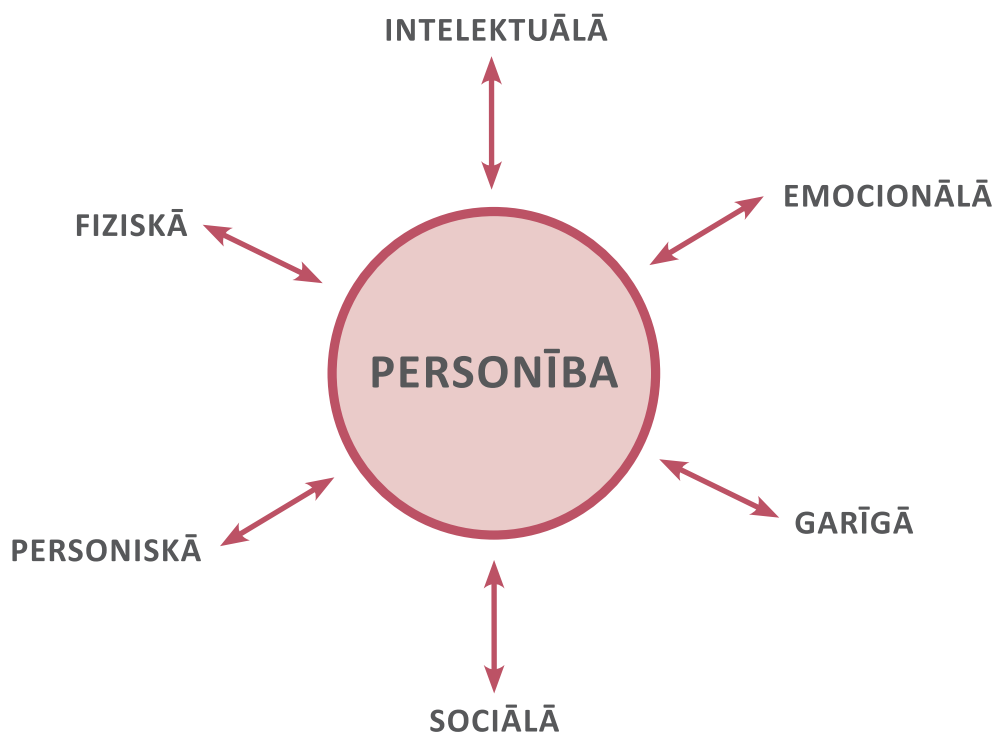 INTELEKTUĀLĀ
EMOCIONĀLĀ
FIZISKĀ
PERSONĪBA
GARĪGĀ
PERSONISKĀ
SOCIĀLĀ